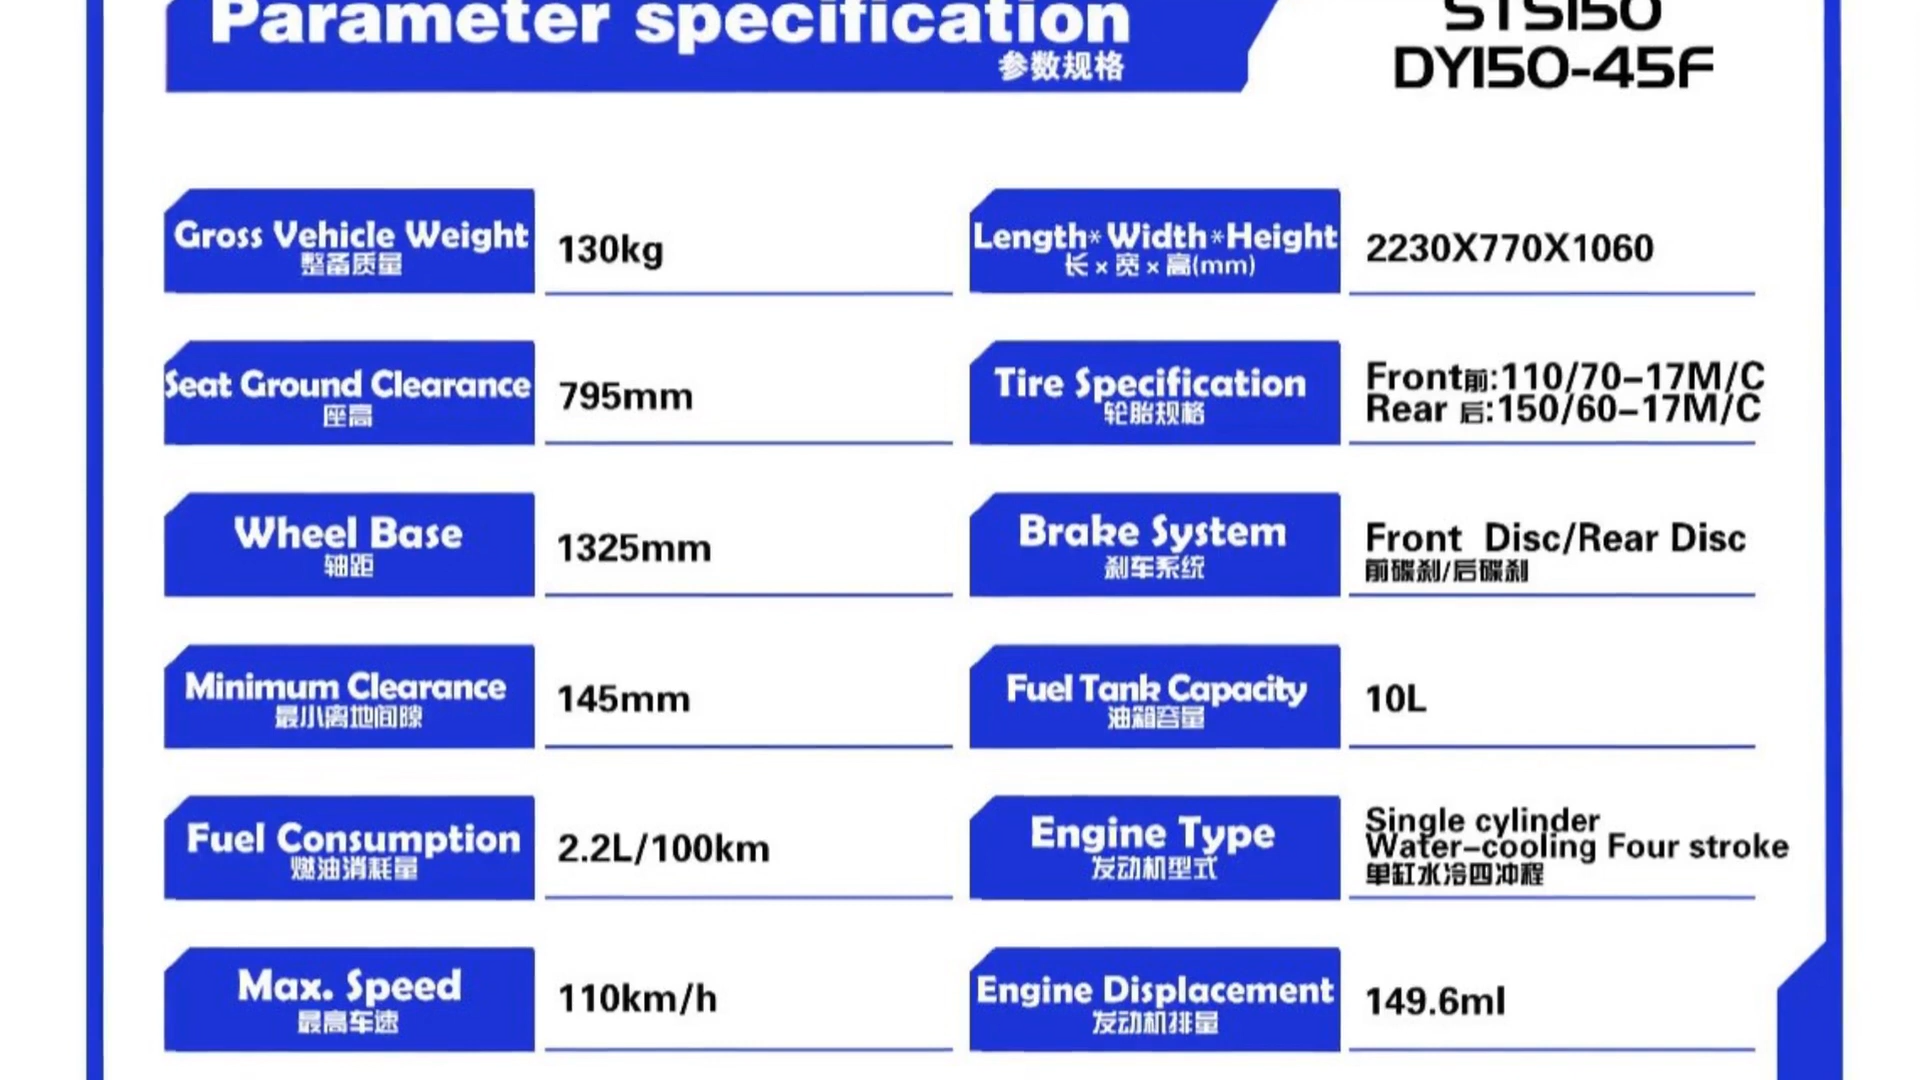 Parameter specification
参数规格
STS150
DY150-45F
Gross Vehicle Weight
整备质量
130kg
Length*Width*Height
长×宽×高(mm)
2230X770X1060
Seat Ground Clearance
座高
795mm
Tire Specification
轮胎规格
Front前:110/70-17M/C
Rear 后:150/60-17M/C
Wheel Base
轴距
1325mm
Brake System
刹车系统
Front Disc/Rear Disc
前碟刹/后碟刹
Minimum Clearance
最小离地间隙
145mm
Fuel Tank Capacity
油箱容量
10L
Fuel Consumption
燃油消耗量
2.2L/100km
Engine Type
发动机型式
Single cylinder
Water-cooling Four stroke
单缸水冷四冲程
Max. Speed
最高车速
110km/h
Engine Displacement
发动机排量
149.6ml